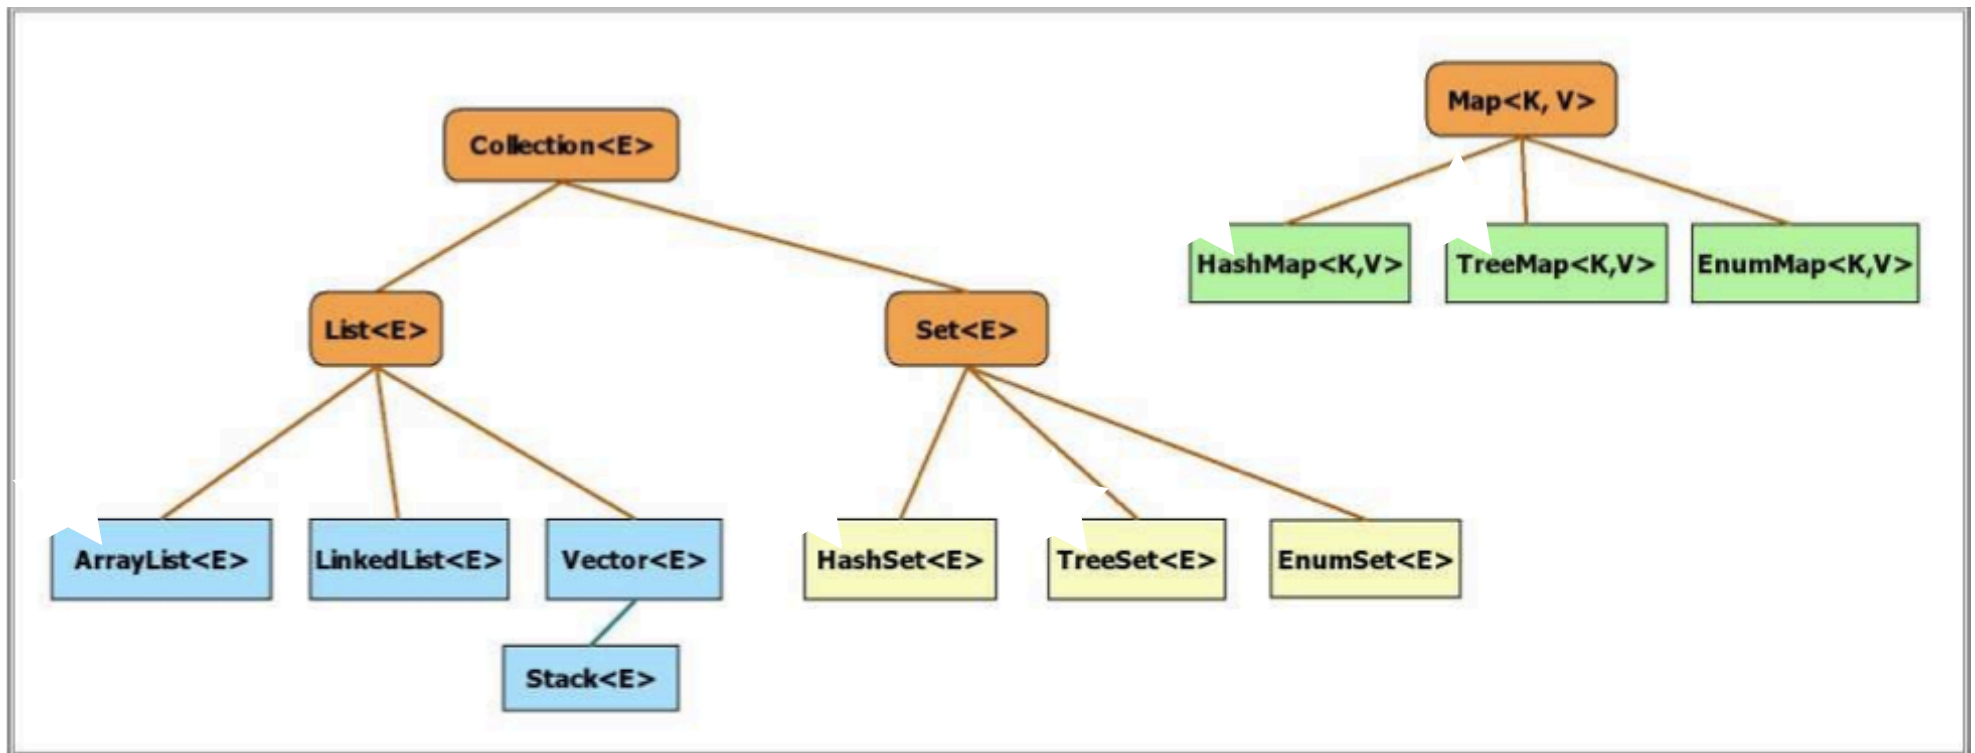 Map<K, V>
Collection<E>
HashMap<K,V>
TreeMap<K,V>
EnumMap<K,V>
List<E>
Set<E>
ArrayList<E>
LinkedList<E>
Vector<E>
HashSet<E>
TreeSet<E>
EnumSet<E>
Stack<E>